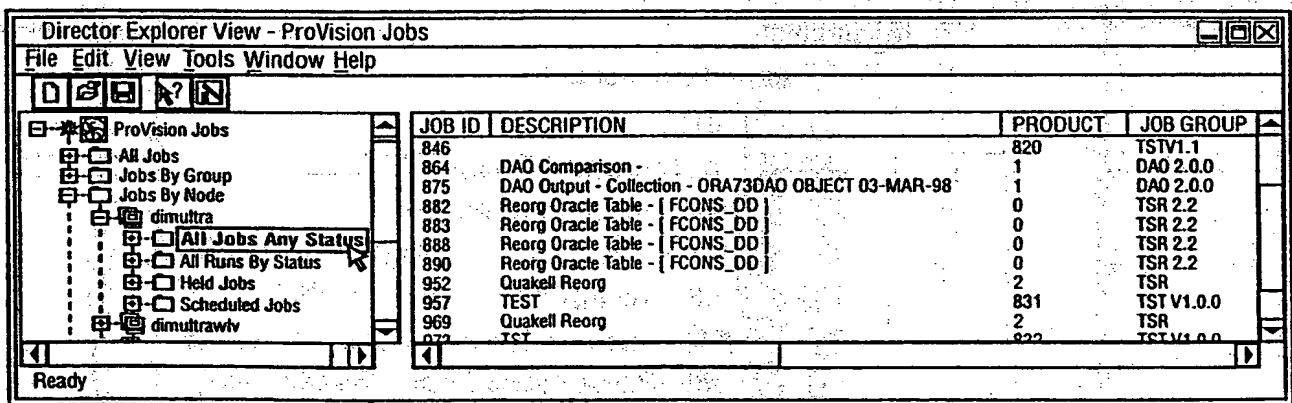 Director Explorer View - ProVision Jobs
File Edit View Tools Window Help
ProVision Jobs
All Jobs
Jobs By Group
Jobs By Node
dimultra
All Jobs Any Status
All Runs By Status
Held Jobs
Scheduled Jobs
dimultrawlv
JOB ID DESCRIPTION PRODUCT JOB GROUP
846 820 TSTV1.1
864 DAO Comparison - 1 DAO 2.0.0
875 DAO Output - Collection - ORA73DAO OBJECT 03-MAR-98 1 DAO 2.0.0
882 Reorg Oracle Table - [ FCONS_DD ] 0 TSR 2.2
883 Reorg Oracle Table - [ FCONS_DD ] 0 TSR 2.2
888 Reorg Oracle Table - [ FCONS_DD ] 0 TSR 2.2
890 Reorg Oracle Table - [ FCONS_DD ] 0 TSR 2.2
952 Quakell Reorg 2 TSR
957 TEST 831 TST V1.0.0
969 Quakell Reorg 2 TSR
TST TST V1.0.0
Ready